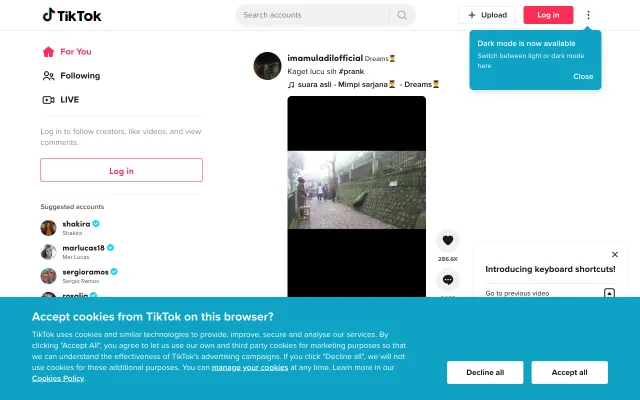 TikTok
Search accounts
Upload
Log in
Dark mode is now available
Switch between light or dark mode
here
Close
For You
Following
LIVE
Log in to follow creators, like videos, and view
comments.
Log in
Suggested accounts
shakira
Shakira
marlucas18
Mar Lucas
sergioramos
Sergio Ramos
imamuladilofficial Dreams👨‍🎓
Kaget lucu sih #prank
♫ suara asli - Mimpi sarjana👨‍🎓 - Dreams👨‍🎓
286.6K
Introducing keyboard shortcuts!
Go to previous video
Accept cookies from TikTok on this browser?
TikTok uses cookies and similar technologies to provide, improve, secure and analyse our services. By
clicking "Accept All", you agree to let us use our own and third party cookies for marketing purposes so that
we can understand the effectiveness of TikTok's advertising campaigns. If you click "Decline all", we will not
use cookies for these additional purposes. You can manage your cookies at any time. Learn more in our
Cookies Policy.
Decline all
Accept all